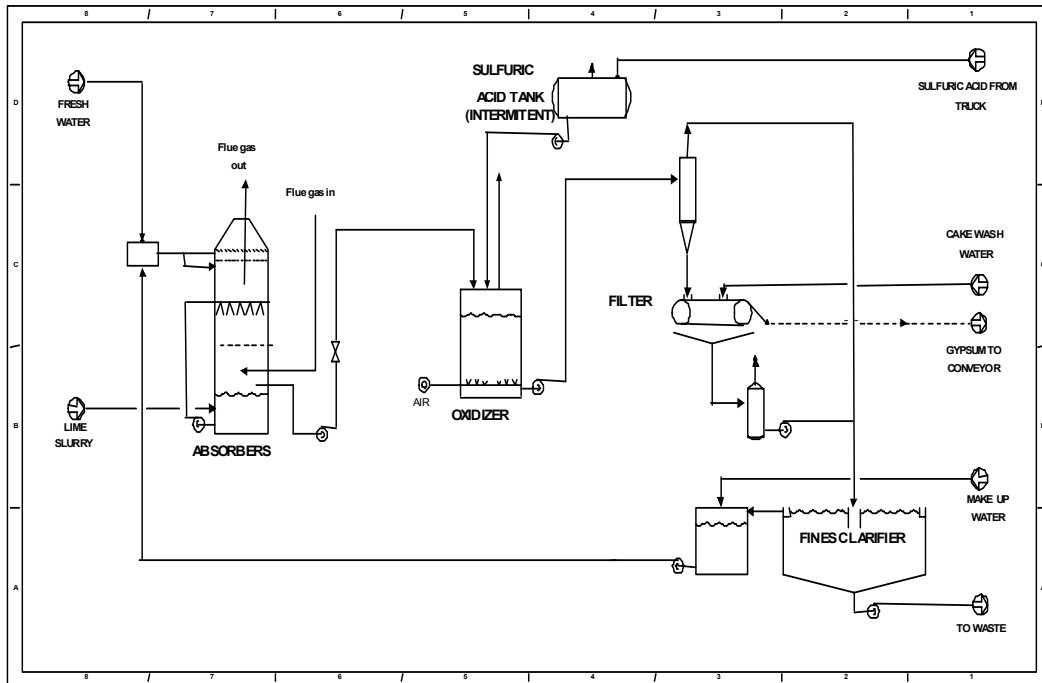 8 7 6 5 4 3 2 1
D
FRESH
WATER
Flue gas
out
Flue gas in
SULFURIC
ACID TANK
(INTERMITENT)
SULFURIC ACID FROM
TRUCK
C
CAKE WASH
WATER
FILTER
GYPSUM TO
CONVEYOR
AIR
OXIDIZER
B
LIME
SLURRY
ABSORBERS
MAKE UP
WATER
FINES CLARIFIER
A
TO WASTE
8 7 6 5 4 3 2 1